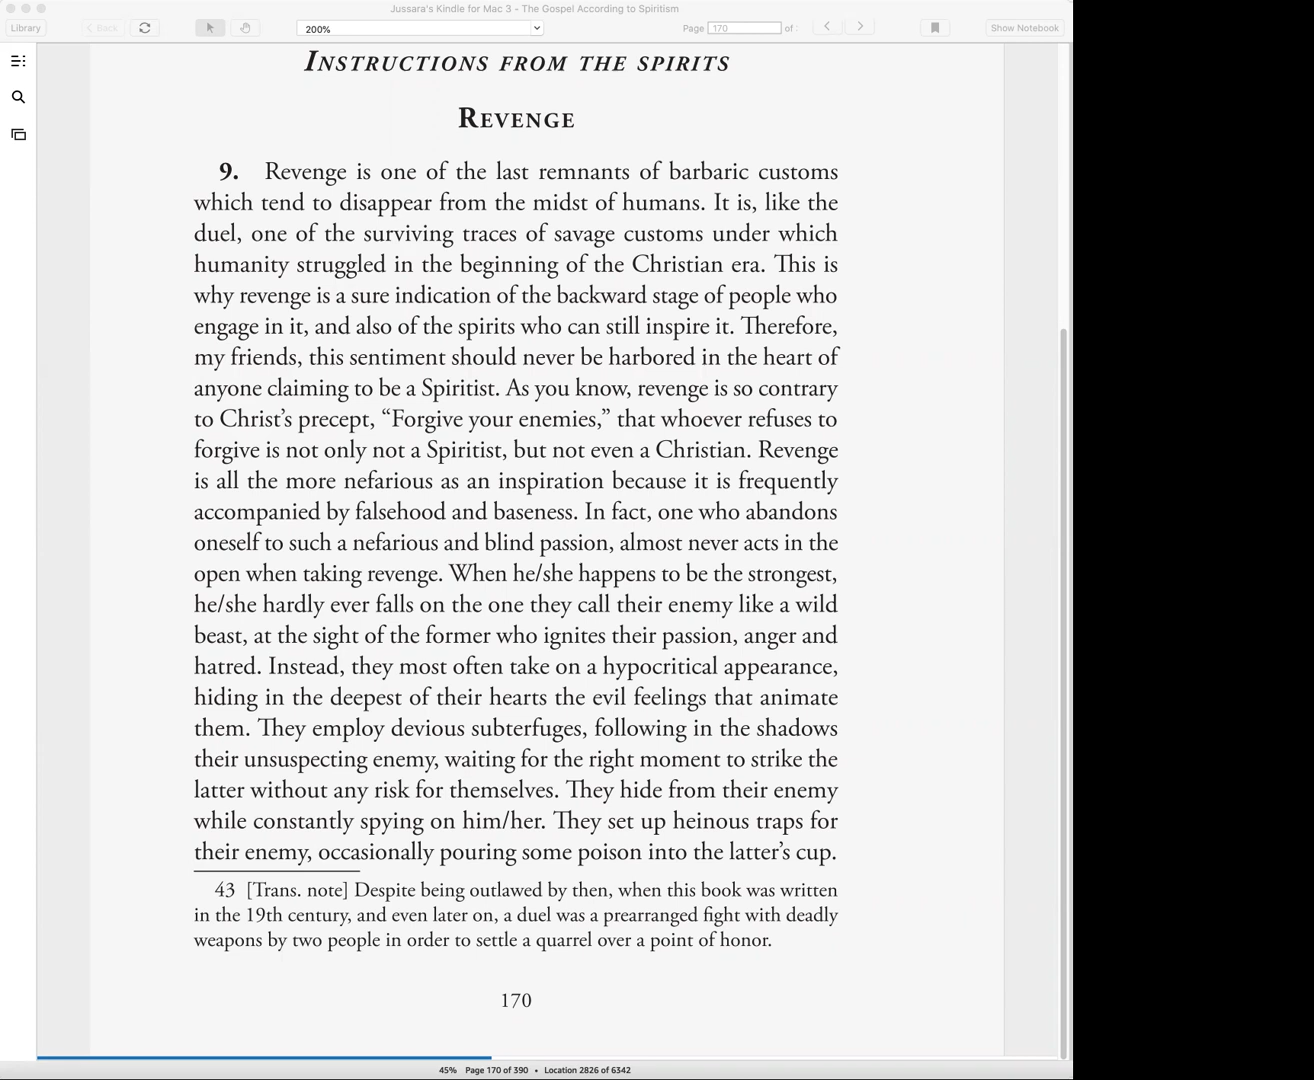 Jussara's Kindle for Mac 3 - The Gospel According to Spiritism
Library
< Back
200%
Page 170 of
Show Notebook
INSTRUCTIONS FROM THE SPIRITS
REVENGE
9. Revenge is one of the last remnants of barbaric customs
which tend to disappear from the midst of humans. It is, like the
duel, one of the surviving traces of savage customs under which
humanity struggled in the beginning of the Christian era. This is
why revenge is a sure indication of the backward stage of people who
engage in it, and also of the spirits who can still inspire it. Therefore,
my friends, this sentiment should never be harbored in the heart of
anyone claiming to be a Spiritist. As you know, revenge is so contrary
to Christ’s precept, “Forgive your enemies,” that whoever refuses to
forgive is not only not a Spiritist, but not even a Christian. Revenge
is all the more nefarious as an inspiration because it is frequently
accompanied by falsehood and baseness. In fact, one who abandons
oneself to such a nefarious and blind passion, almost never acts in the
open when taking revenge. When he/she happens to be the strongest,
he/she hardly ever falls on the one they call their enemy like a wild
beast, at the sight of the former who ignites their passion, anger and
hatred. Instead, they most often take on a hypocritical appearance,
hiding in the deepest of their hearts the evil feelings that animate
them. They employ devious subterfuges, following in the shadows
their unsuspecting enemy, waiting for the right moment to strike the
latter without any risk for themselves. They hide from their enemy
while constantly spying on him/her. They set up heinous traps for
their enemy, occasionally pouring some poison into the latter’s cup.
43 [Trans. note] Despite being outlawed by then, when this book was written
in the 19th century, and even later on, a duel was a prearranged fight with deadly
weapons by two people in order to settle a quarrel over a point of honor.
170
45% Page 170 of 390 • Location 2826 of 6342